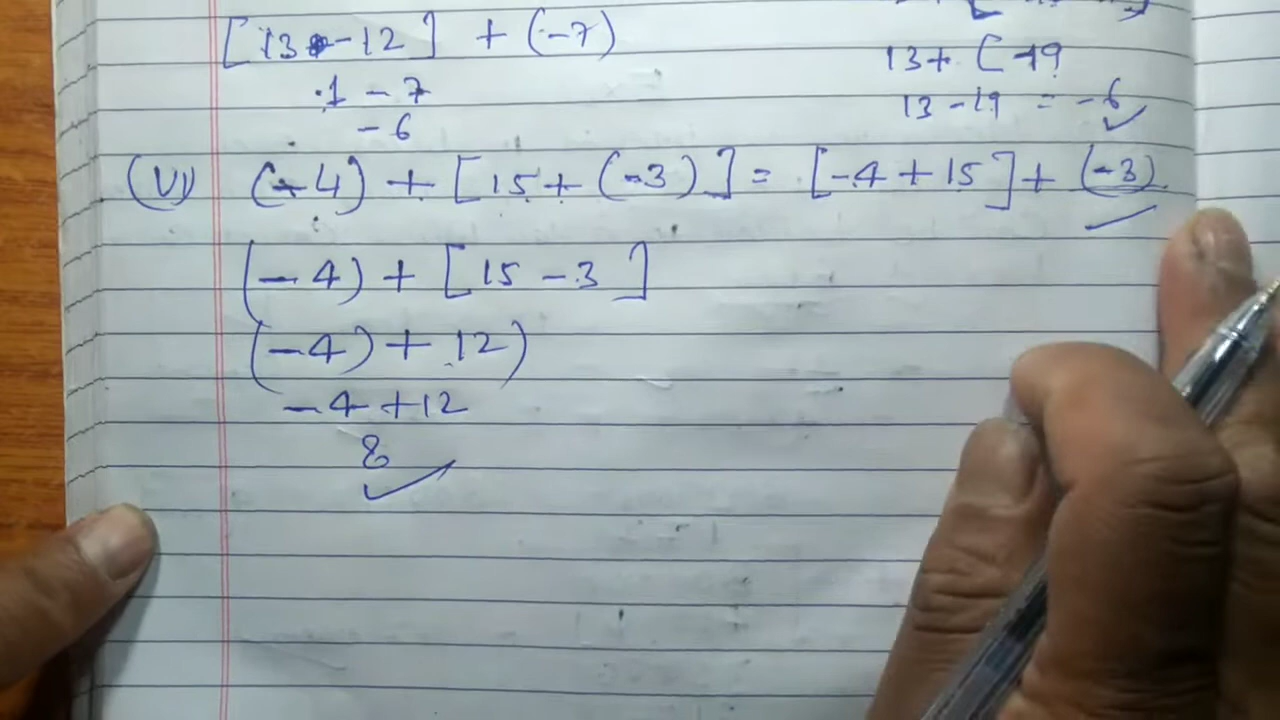 [13 -12] + (-7)
1 - 7
- 6
13 + [ -19
13 - 19 = -6
(VI) (-4) + [15 + (-3)] = [-4 + 15] + (-3)
(-4) + [15 - 3]
(-4) + 12)
-4 + 12
8